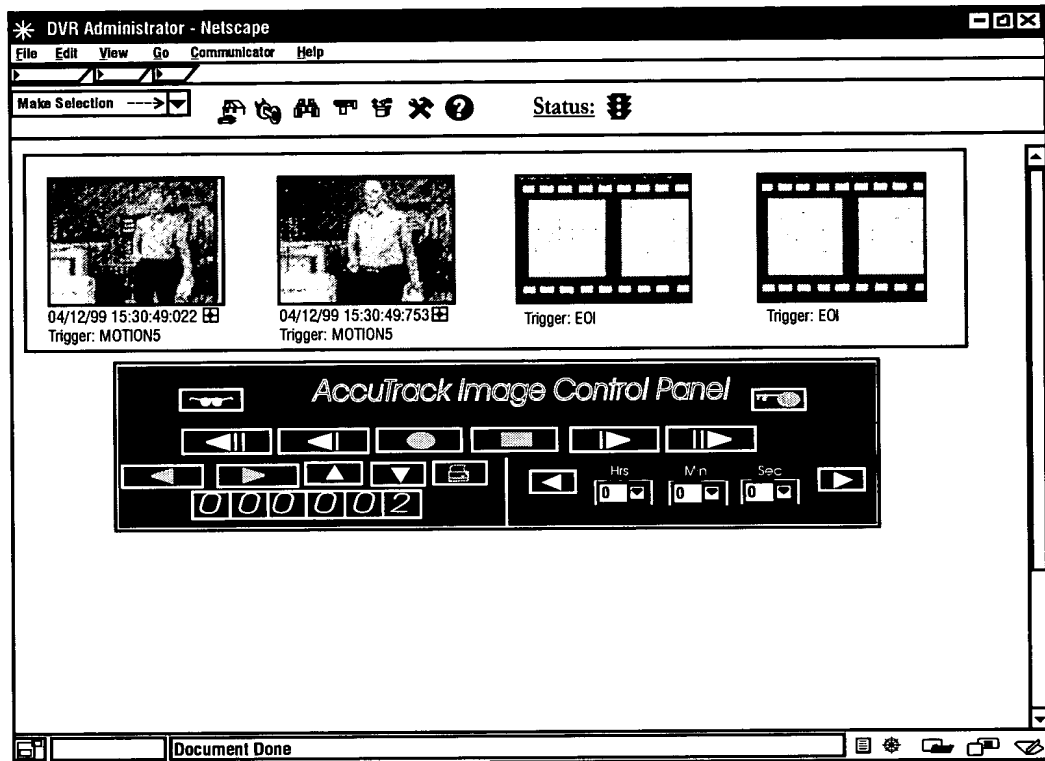 DVR Administrator - Netscape
File Edit View Go Communicator Help
Make Selection ---->
Status:
04/12/99 15:30:49:022
Trigger: MOTION5
04/12/99 15:30:49:753
Trigger: MOTION5
Trigger: EOI
Trigger: EOI
AccuTrack Image Control Panel
Hrs Min Sec
0 0 0
000002
Document Done